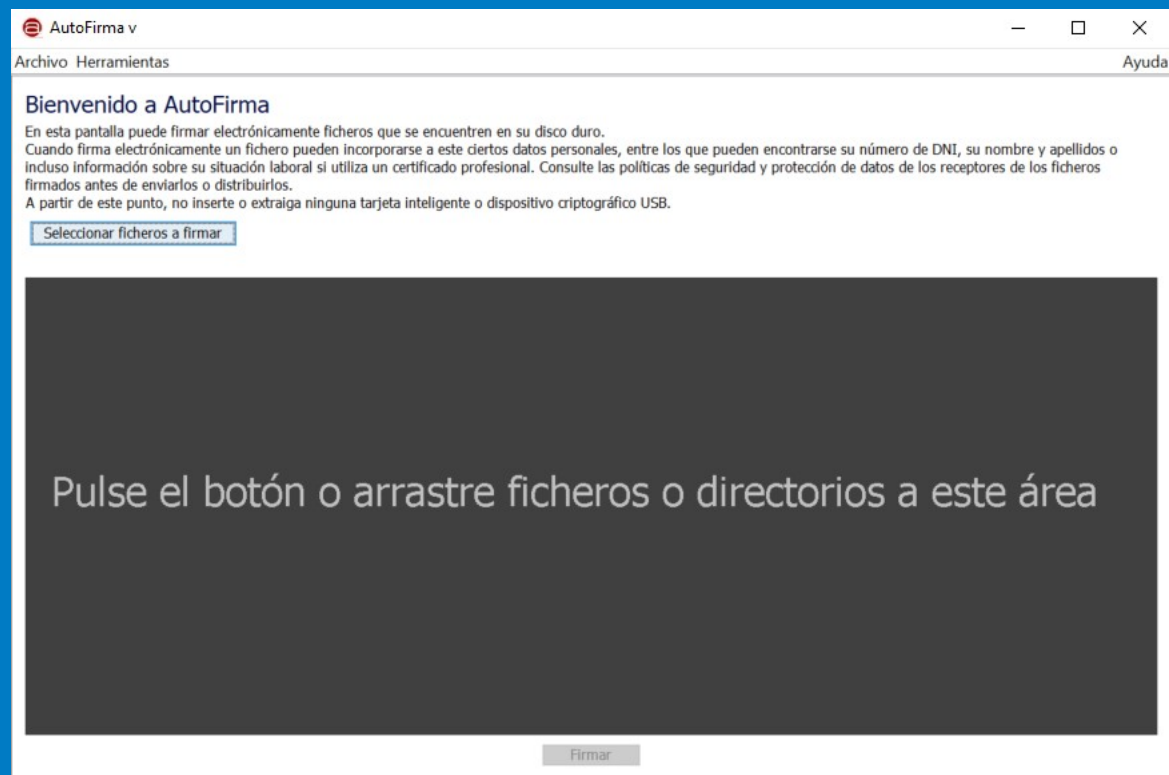 AutoFirma v
Archivo Herramientas Ayuda
Bienvenido a AutoFirma
En esta pantalla puede firmar electrónicamente ficheros que se encuentren en su disco duro.
Cuando firma electrónicamente un fichero pueden incorporarse a este ciertos datos personales, entre los que pueden encontrarse su número de DNI, su nombre y apellidos o
incluso información sobre su situación laboral si utiliza un certificado profesional. Consulte las políticas de seguridad y protección de datos de los receptores de los ficheros
firmados antes de enviarlos o distribuirlos.
A partir de este punto, no inserte o extraiga ninguna tarjeta inteligente o dispositivo criptográfico USB.
Seleccionar ficheros a firmar
Pulse el botón o arrastre ficheros o directorios a este área
Firmar